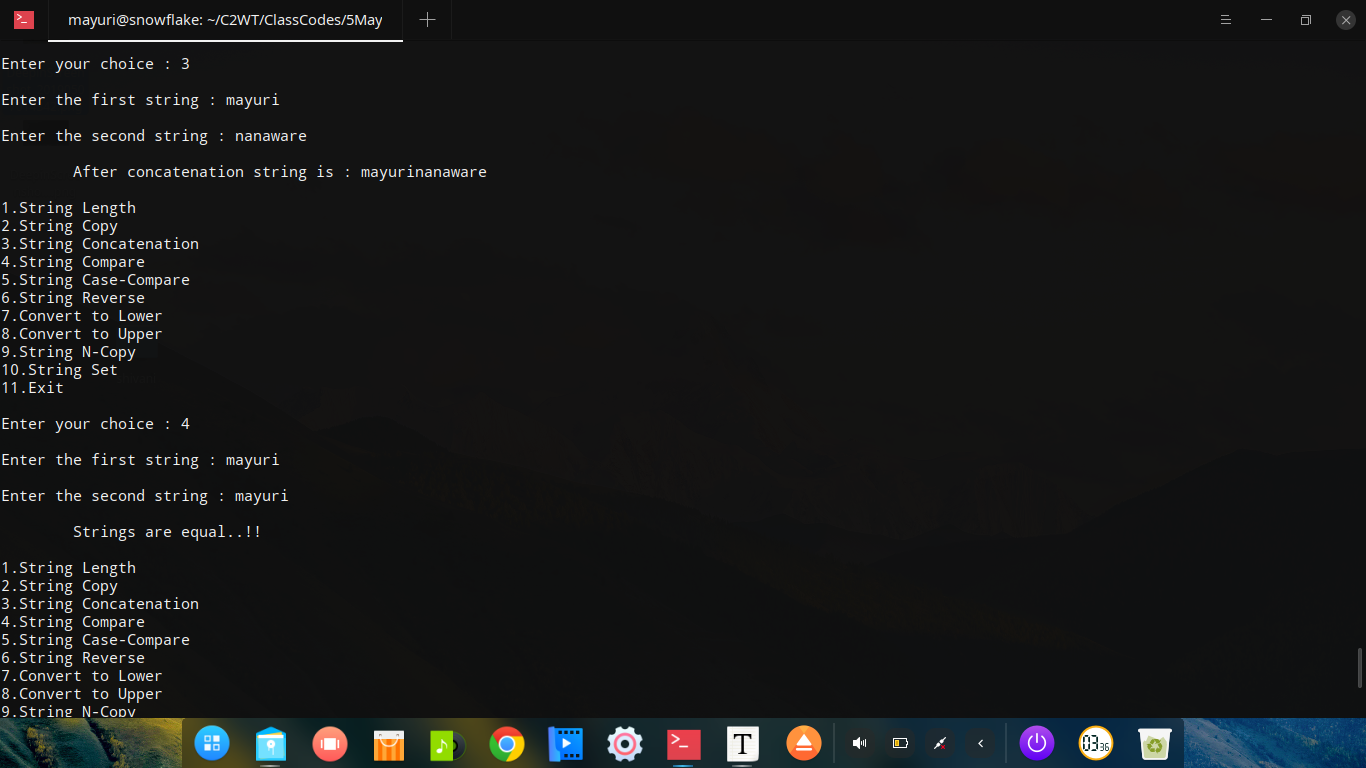 mayuri@snowflake: ~/C2WT/ClassCodes/5May
Enter your choice : 3
Enter the first string : mayuri
Enter the second string : nanaware
After concatenation string is : mayurinanaware
1.String Length
2.String Copy
3.String Concatenation
4.String Compare
5.String Case-Compare
6.String Reverse
7.Convert to Lower
8.Convert to Upper
9.String N-Copy
10.String Set
11.Exit
Enter your choice : 4
Enter the first string : mayuri
Enter the second string : mayuri
Strings are equal..!!
1.String Length
2.String Copy
3.String Concatenation
4.String Compare
5.String Case-Compare
6.String Reverse
7.Convert to Lower
8.Convert to Upper
9.String N-Copy
T
03 36